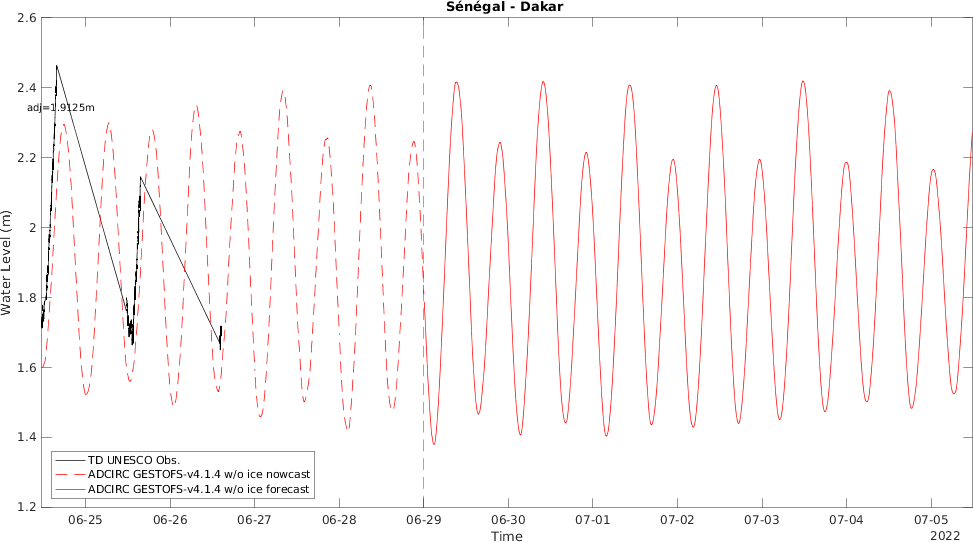 Sénégal - Dakar
2.6
2.4
2.2
2
1.8
1.6
1.4
1.2
Water Level (m)
adj=1.9125m
TD UNESCO Obs.
ADCIRC GESTOFS-v4.1.4 w/o ice nowcast
ADCIRC GESTOFS-v4.1.4 w/o ice forecast
06-25 06-26 06-27 06-28 06-29 06-30 07-01 07-02 07-03 07-04 07-05
Time
2022